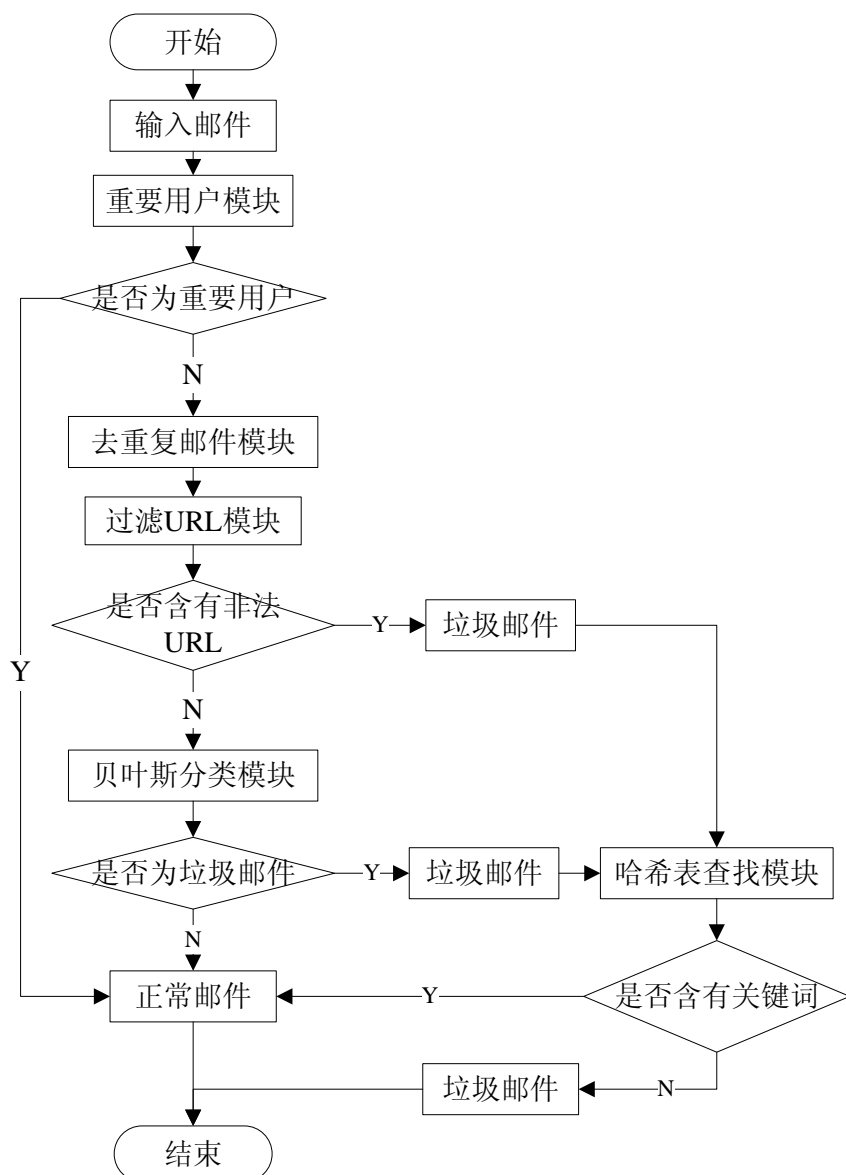 开始
输入邮件
重要用户模块
是否为重要用户
N
去重复邮件模块
过滤URL模块
是否含有非法
URL
Y
垃圾邮件
Y
N
贝叶斯分类模块
是否为垃圾邮件
Y
垃圾邮件
哈希表查找模块
N
正常邮件
Y
是否含有关键词
垃圾邮件
N
结束